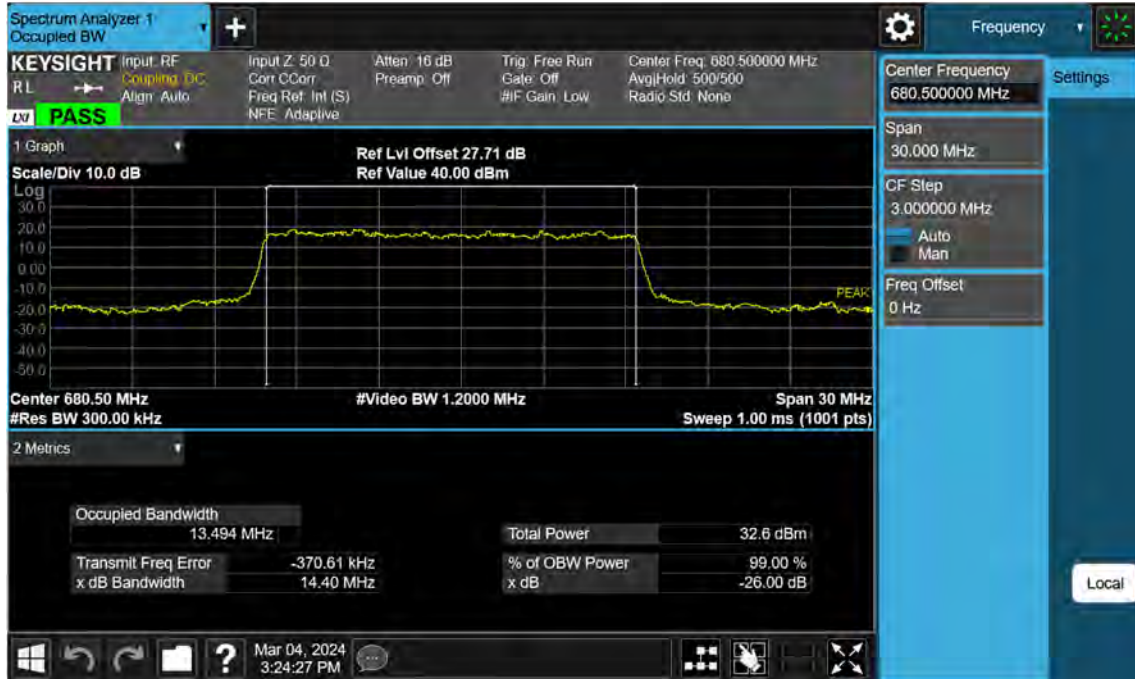 Spectrum Analyzer 1
Occupied BW
+
Frequency
KEYSIGHT
RL
LXI
PASS
Input: RF
Coupling: DC
Align: Auto
Input Z: 50 Ω
Corr CCorr
Freq Ref: Int (S)
NFE: Adaptive
Atten: 16 dB
Preamp: Off
Trig: Free Run
Gate: Off
#IF Gain: Low
Center Freq: 680.500000 MHz
Avg|Hold: 500/500
Radio Std: None
Center Frequency
680.500000 MHz
Settings
Span
30.000 MHz
CF Step
3.000000 MHz
Auto
Man
Freq Offset
0 Hz
1 Graph
Scale/Div 10.0 dB
Ref Lvl Offset 27.71 dB
Ref Value 40.00 dBm
Log
30.0
20.0
10.0
0.00
-10.0
-20.0
-30.0
-40.0
-50.0
PEAK
Center 680.50 MHz
#Res BW 300.00 kHz
#Video BW 1.2000 MHz
Span 30 MHz
Sweep 1.00 ms (1001 pts)
2 Metrics
Occupied Bandwidth
13.494 MHz
Total Power 32.6 dBm
Transmit Freq Error -370.61 kHz
% of OBW Power 99.00 %
x dB Bandwidth 14.40 MHz
x dB -26.00 dB
Local
?
Mar 04, 2024
3:24:27 PM